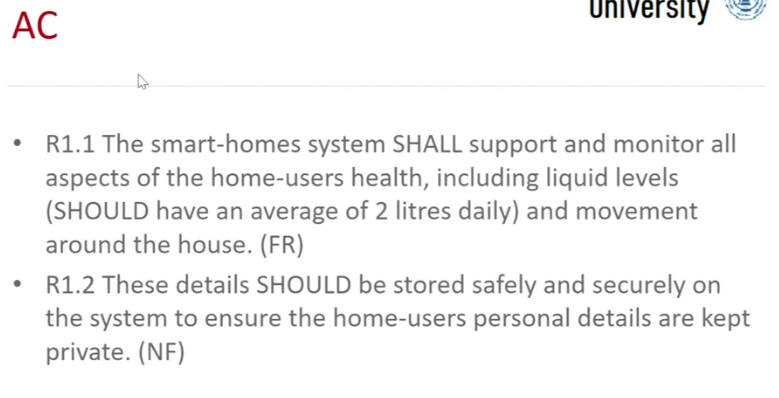 University
AC
• R1.1 The smart-homes system SHALL support and monitor all
aspects of the home-users health, including liquid levels
(SHOULD have an average of 2 litres daily) and movement
around the house. (FR)
• R1.2 These details SHOULD be stored safely and securely on
the system to ensure the home-users personal details are kept
private. (NF)